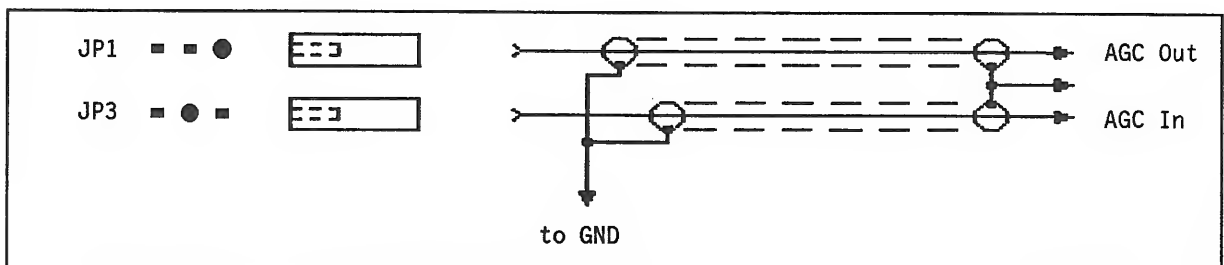 JP1
AGC Out
JP3
AGC In
to GND